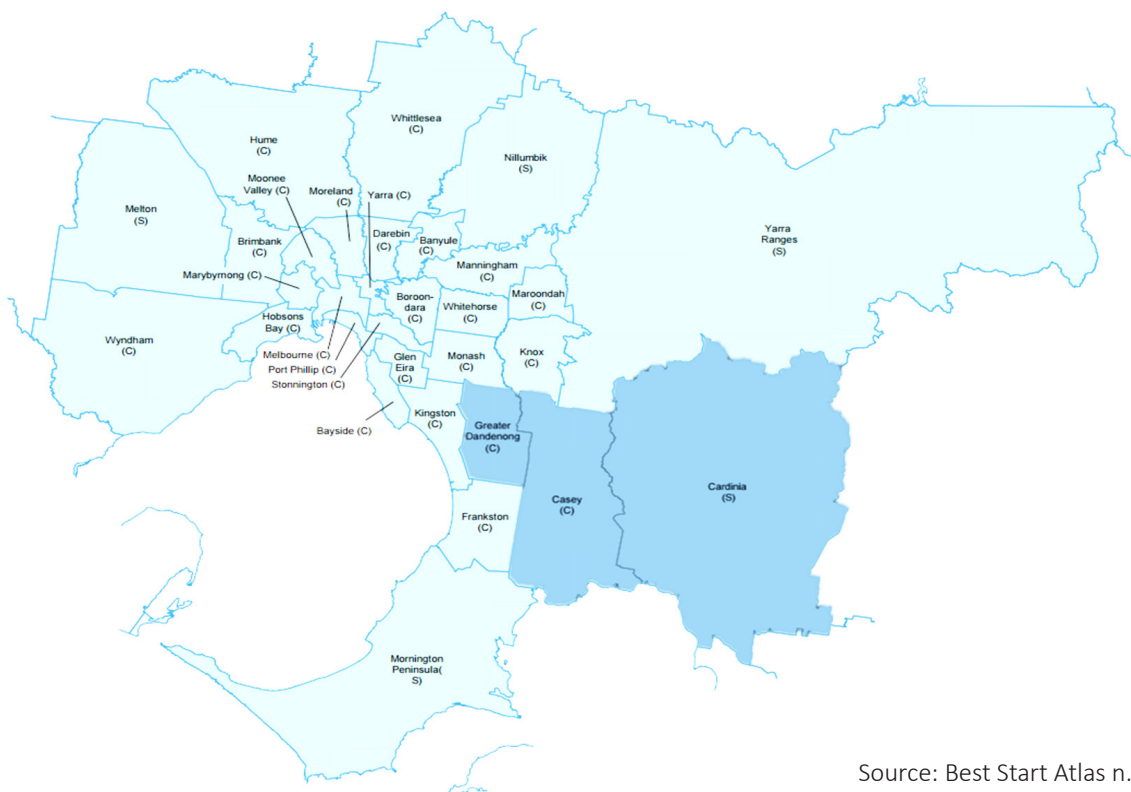 Whittlesea
(C)
Hume
(C)
Nillumbik
(S)
Moonee
Valley (C)
Moreland
(C)
Yarra (C)
Melton
(S)
Darebin
(C)
Banyule
(C)
Brimbank
(C)
Yarra
Ranges
(S)
Manningham
(C)
Marybyrnong (C)
Maroondah
(C)
Boroon-
dara
(C)
Whitehorse
(C)
Hobsons
Bay (C)
Wyndham
(C)
Melbourne (C)
Port Phillip (C)
Stonnington (C)
Glen
Eira
(C)
Monash
(C)
Knox
(C)
Bayside (C)
Kingston
(C)
Greater
Dandenong
(C)
Casey
(C)
Cardinia
(S)
Frankston
(C)
Mornington
Peninsula(
S)
Source: Best Start Atlas n.